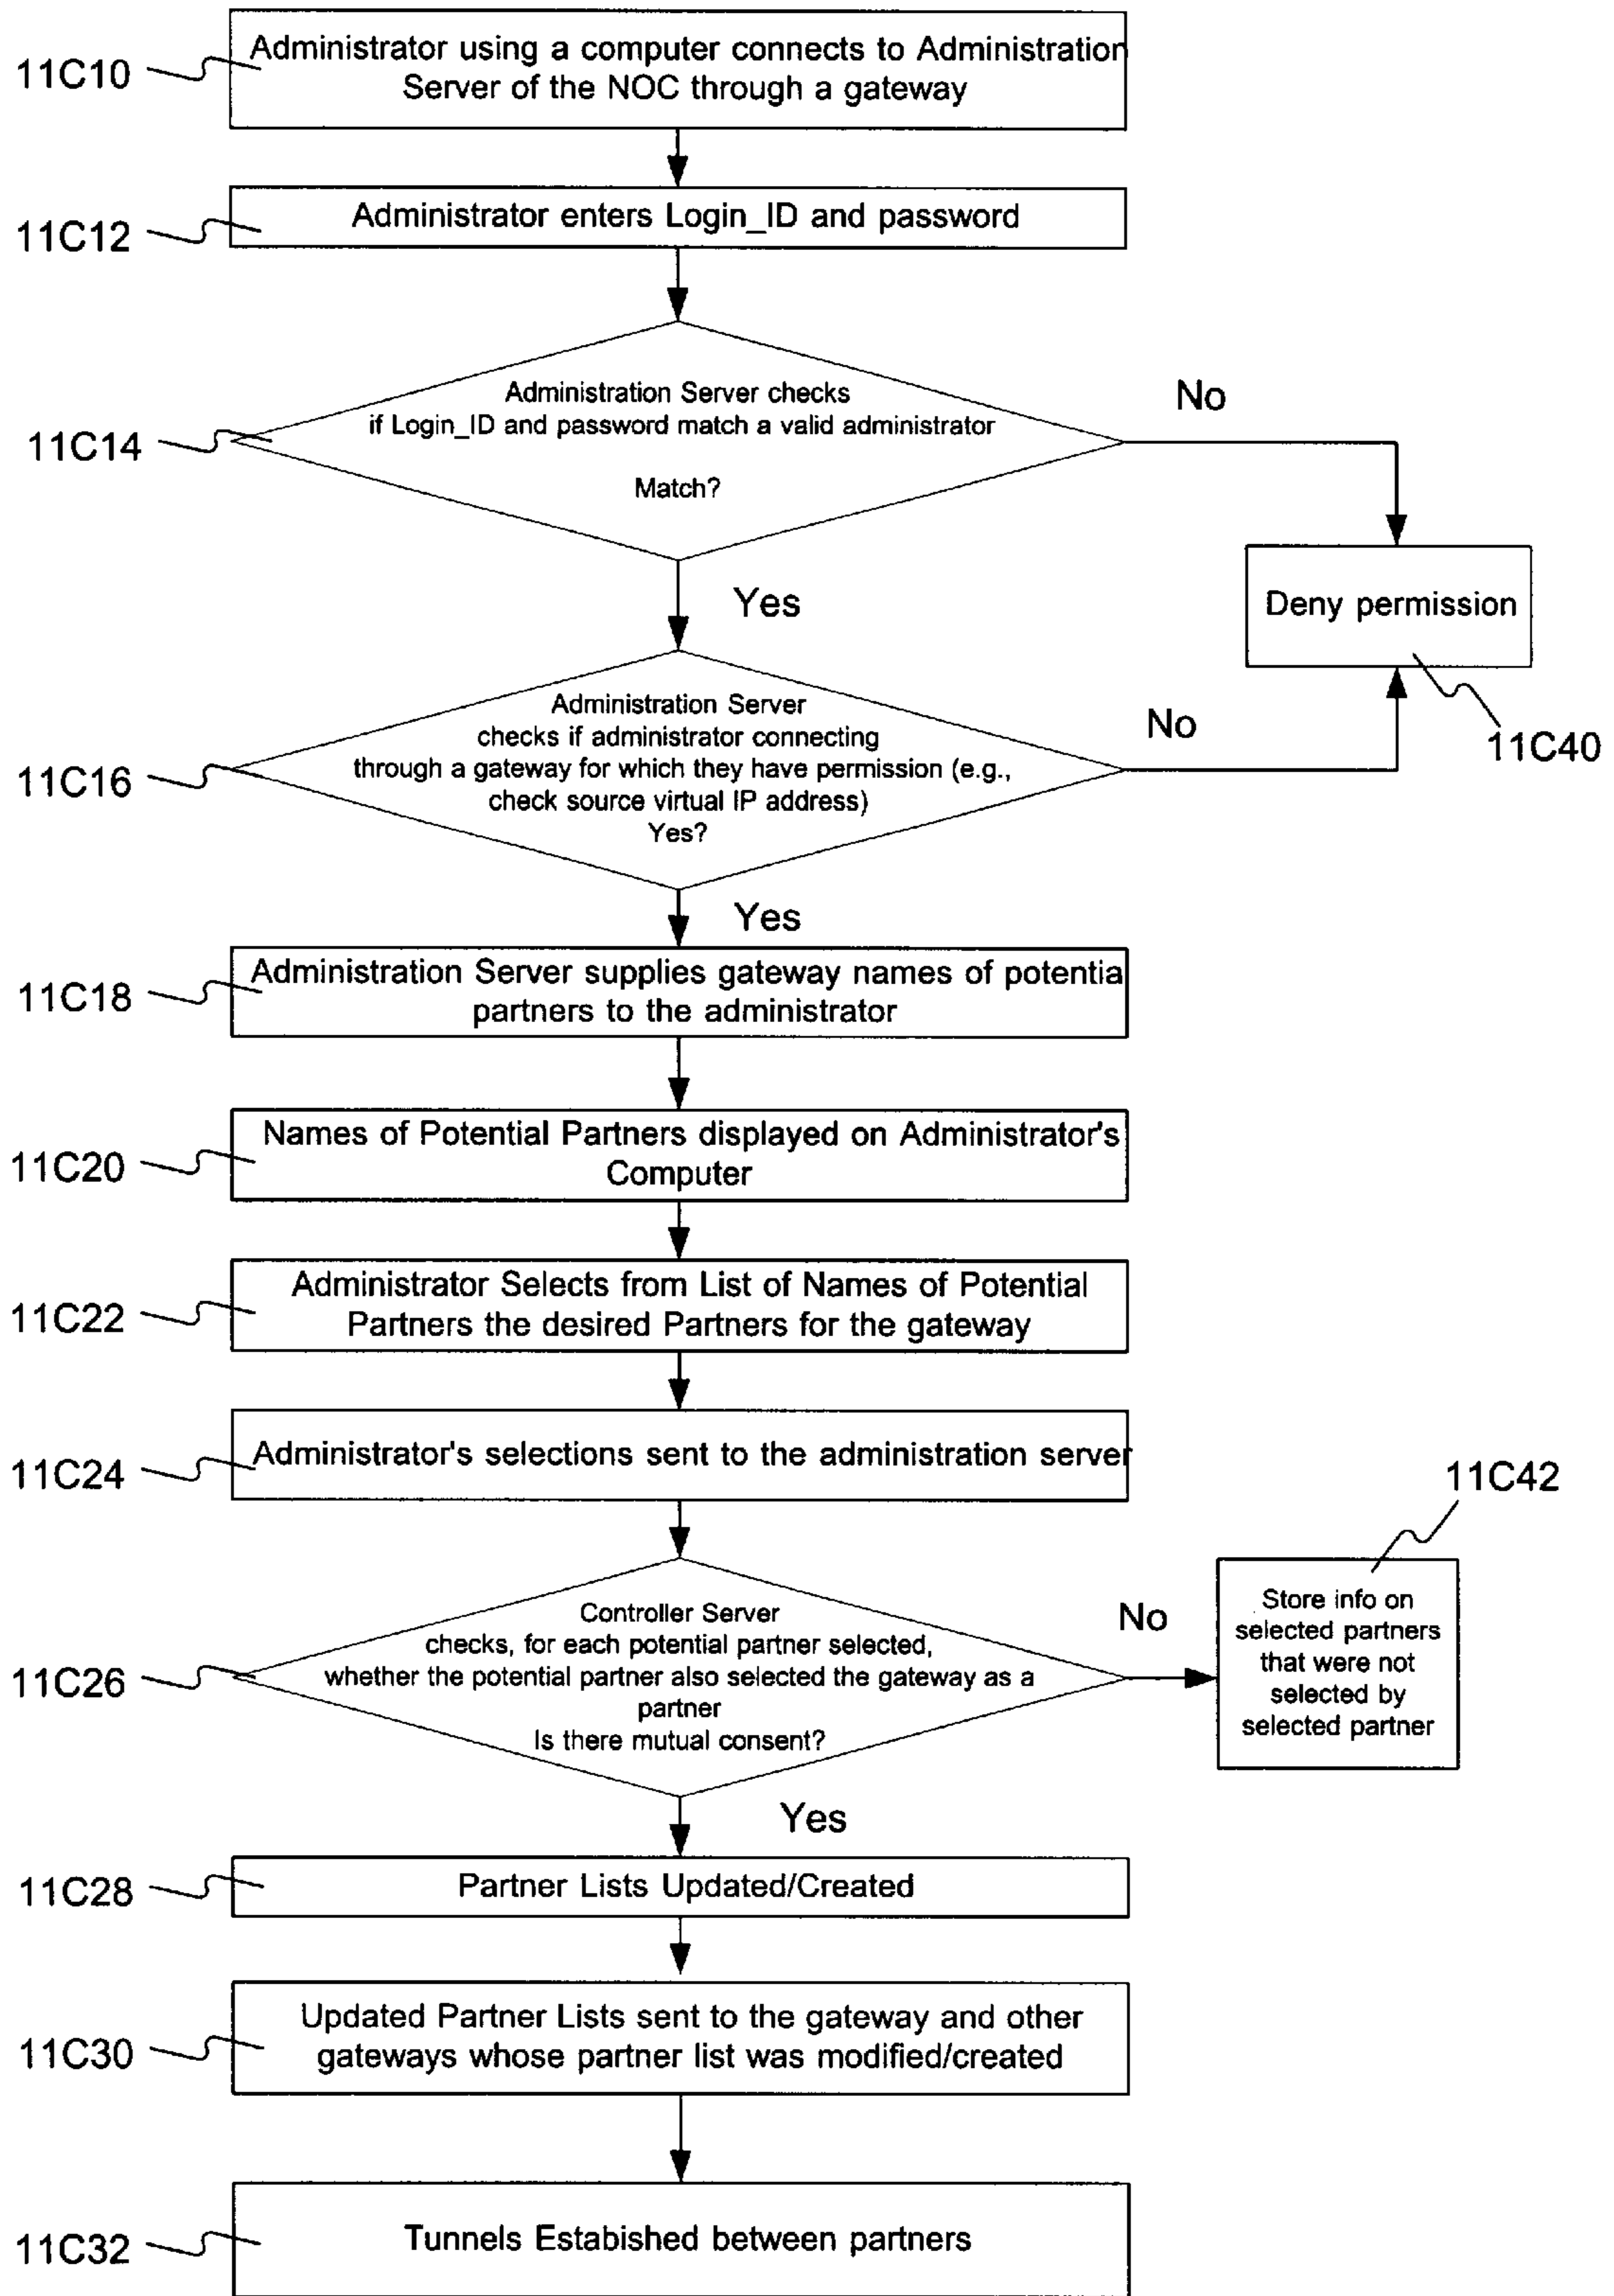 11C10
Administrator using a computer connects to Administration
Server of the NOC through a gateway
11C12
Administrator enters Login_ID and password
11C14
Administration Server checks
if Login_ID and password match a valid administrator
Match?
No
Yes
Deny permission
11C40
11C16
Administration Server
checks if administrator connecting
through a gateway for which they have permission (e.g.,
check source virtual IP address)
Yes?
No
Yes
11C18
Administration Server supplies gateway names of potentia
partners to the administrator
11C20
Names of Potential Partners displayed on Administrator's
Computer
11C22
Administrator Selects from List of Names of Potential
Partners the desired Partners for the gateway
11C24
Administrator's selections sent to the administration server
11C26
Controller Server
checks, for each potential partner selected,
whether the potential partner also selected the gateway as a
partner
Is there mutual consent?
No
Yes
11C42
Store info on
selected partners
that were not
selected by
selected partner
11C28
Partner Lists Updated/Created
11C30
Updated Partner Lists sent to the gateway and other
gateways whose partner list was modified/created
11C32
Tunnels Estabished between partners